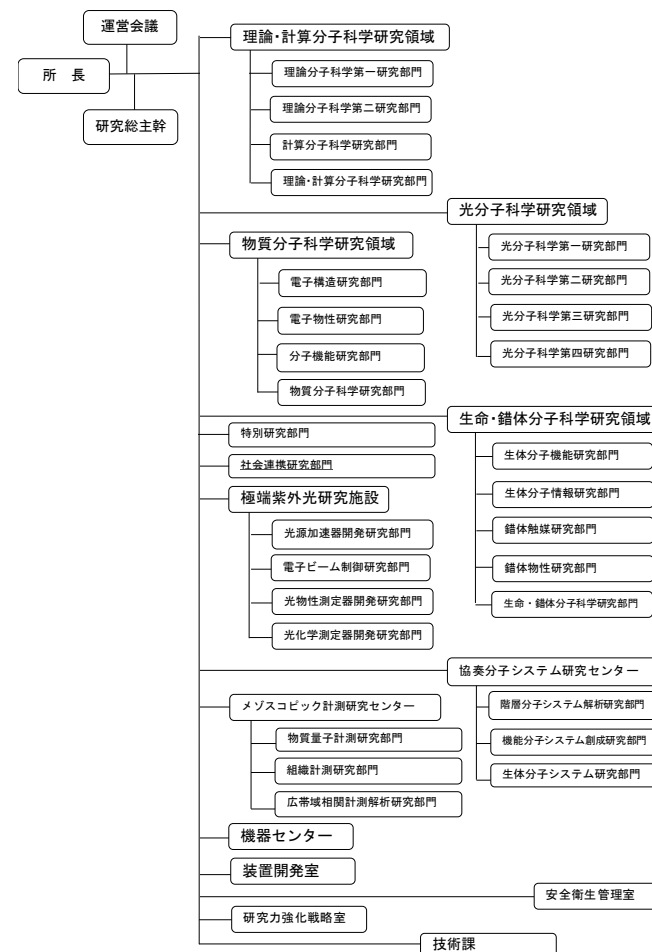 運営会議
所　長
研究総主幹
理論・計算分子科学研究領域
理論分子科学第一研究部門
理論分子科学第二研究部門
計算分子科学研究部門
理論・計算分子科学研究部門
光分子科学研究領域
光分子科学第一研究部門
光分子科学第二研究部門
光分子科学第三研究部門
光分子科学第四研究部門
物質分子科学研究領域
電子構造研究部門
電子物性研究部門
分子機能研究部門
物質分子科学研究部門
生命・錯体分子科学研究領域
生体分子機能研究部門
生体分子情報研究部門
錯体触媒研究部門
錯体物性研究部門
生命・錯体分子科学研究部門
特別研究部門
社会連携研究部門
極端紫外光研究施設
光源加速器開発研究部門
電子ビーム制御研究部門
光物性測定器開発研究部門
光化学測定器開発研究部門
協奏分子システム研究センター
階層分子システム解析研究部門
機能分子システム創成研究部門
生体分子システム研究部門
メゾスコピック計測研究センター
物質量子計測研究部門
組織計測研究部門
広帯域相関計測解析研究部門
機器センター
装置開発室
安全衛生管理室
研究力強化戦略室
技術課